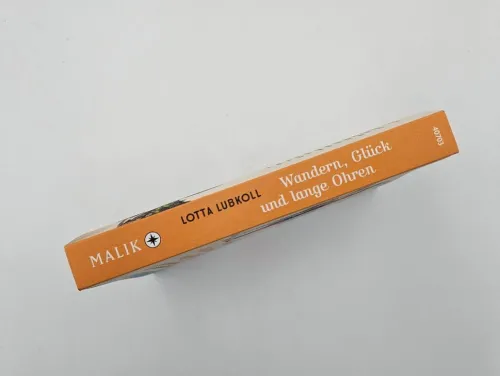 MALIK
LOTTA LUBKOLL
Wandern, Glück
und lange Ohren